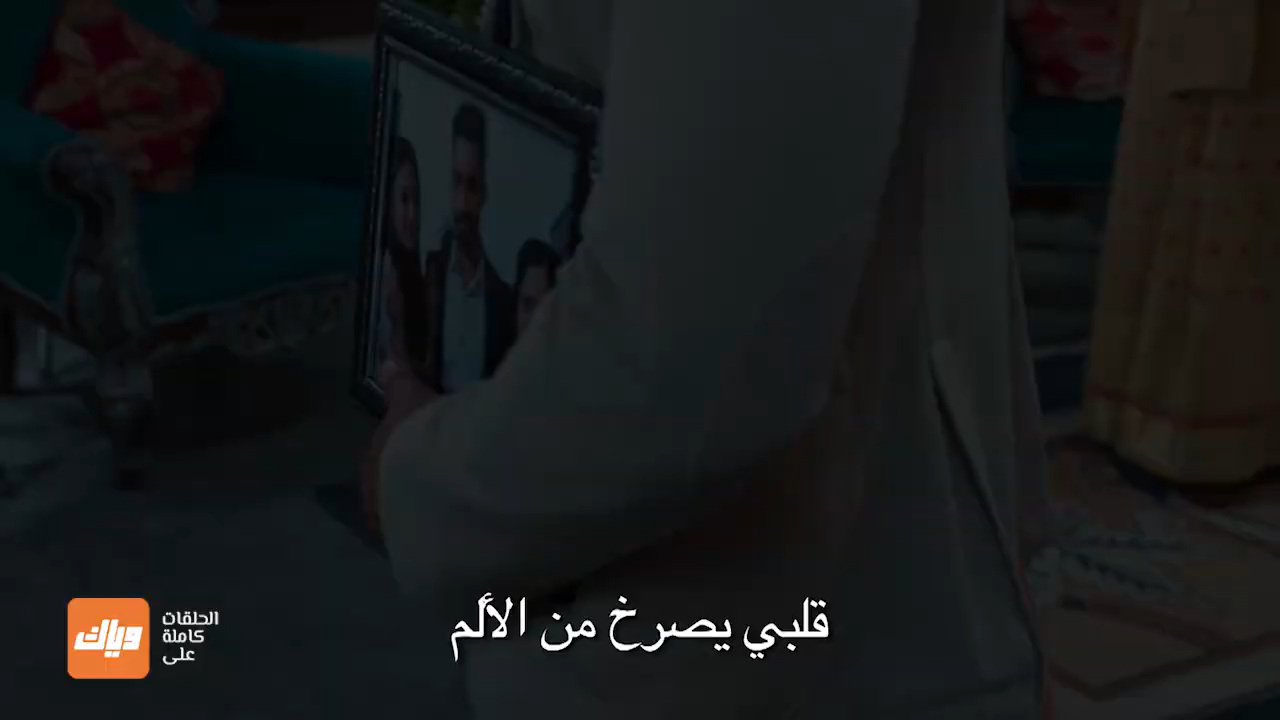 قلبي يصرخ من الألم
وياك
الحلقات
كاملة
على